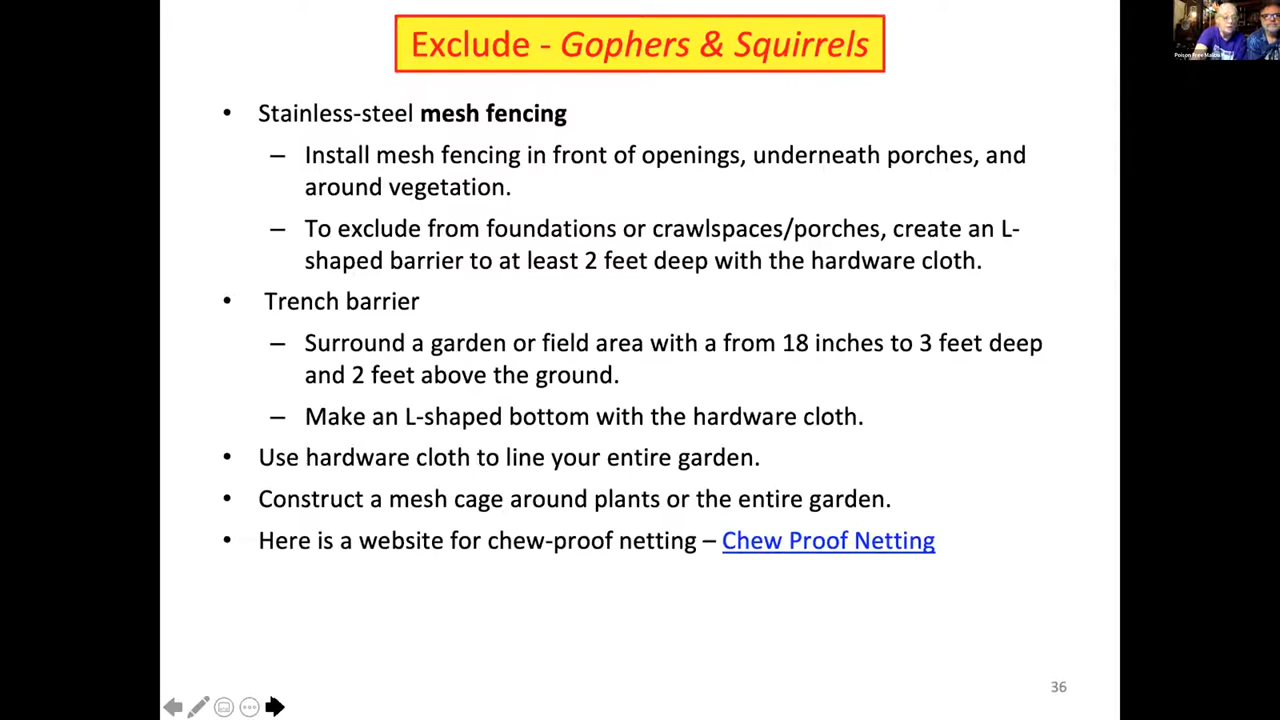 Exclude - Gophers & Squirrels
• Stainless-steel mesh fencing
– Install mesh fencing in front of openings, underneath porches, and
around vegetation.
– To exclude from foundations or crawlspaces/porches, create an L-
shaped barrier to at least 2 feet deep with the hardware cloth.
• Trench barrier
– Surround a garden or field area with a from 18 inches to 3 feet deep
and 2 feet above the ground.
– Make an L-shaped bottom with the hardware cloth.
• Use hardware cloth to line your entire garden.
• Construct a mesh cage around plants or the entire garden.
• Here is a website for chew-proof netting – Chew Proof Netting
36
Poison Free Malibu